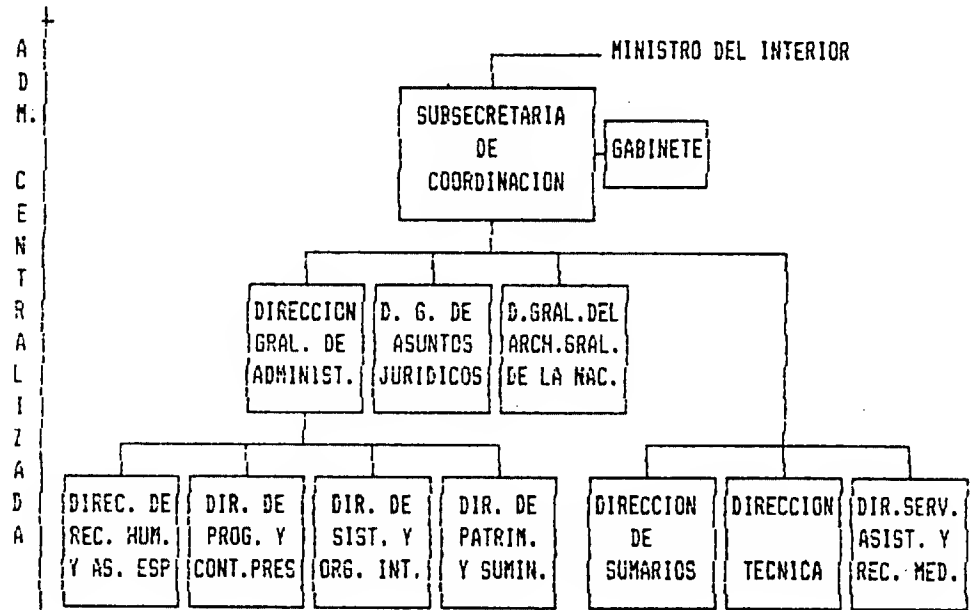 ADM. CENTRALIZADA
MINISTRO DEL INTERIOR
SUBSECRETARIA
DE
COORDINACION
GABINETE
DIRECCION
GRAL. DE
ADMINIST.
D. G. DE
ASUNTOS
JURIDICOS
D.GRAL.DEL
ARCH.GRAL.
DE LA NAC.
DIREC. DE
REC. HUM.
Y AS. ESP
DIR. DE
PROG. Y
CONT.PRES
DIR. DE
SIST. Y
ORG. INT.
DIR. DE
PATRIM.
Y SUMIN.
DIRECCION
DE
SUMARIOS
DIRECCION
TECNICA
DIR.SERV.
ASIST. Y
REC. MED.